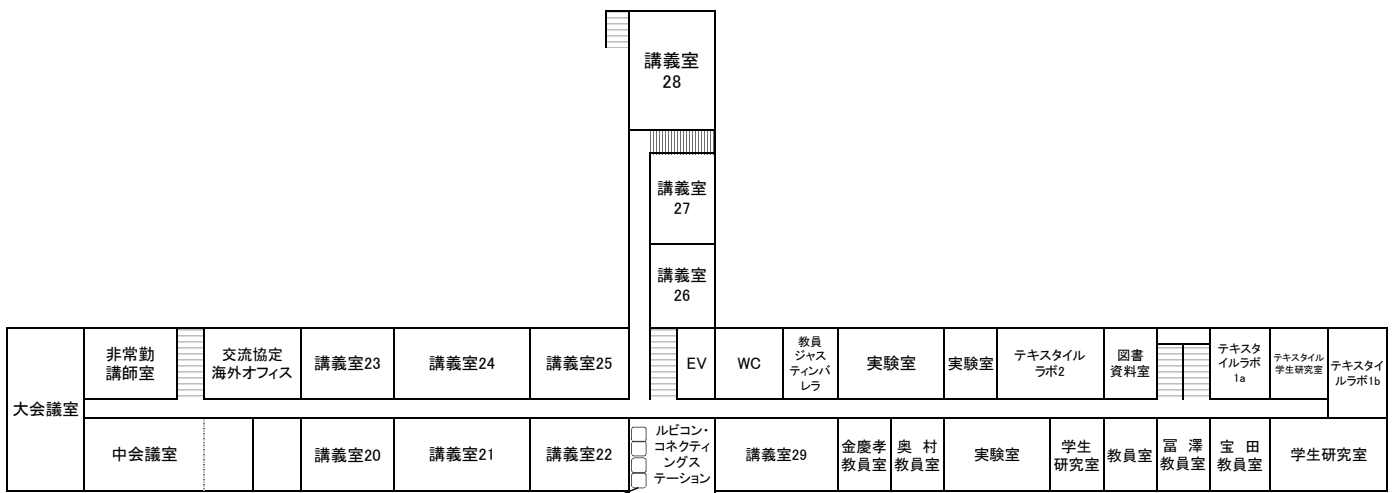 講義室
28
講義室
27
講義室
26
非常勤
講師室
交流協定
海外オフィス
講義室23
講義室24
講義室25
EV
WC
教員
ジャス
ティンバ
レラ
実験室
実験室
テキスタイル
ラボ2
図書
資料室
テキスタ
イルラボ
1a
テキスタイル
学生研究室
テキスタイ
ルラボ1b
大会議室
中会議室
講義室20
講義室21
講義室22
ルビコン・
コネクティ
ングス
テーション
講義室29
金慶孝
教員室
奥 村
教員室
実験室
学生
研究室
教員室
冨 澤
教員室
宝 田
教員室
学生研究室